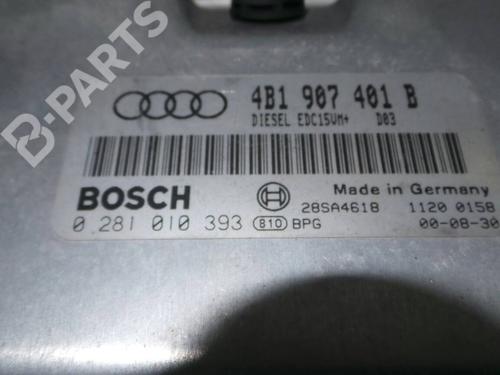 B-PARTS
4B1 907 401 B
DIESEL EDC15VM+ D03
BOSCH
Made in Germany
0 281 010 393 B10 BPG
28SA4618 1120 0158
00-08-30